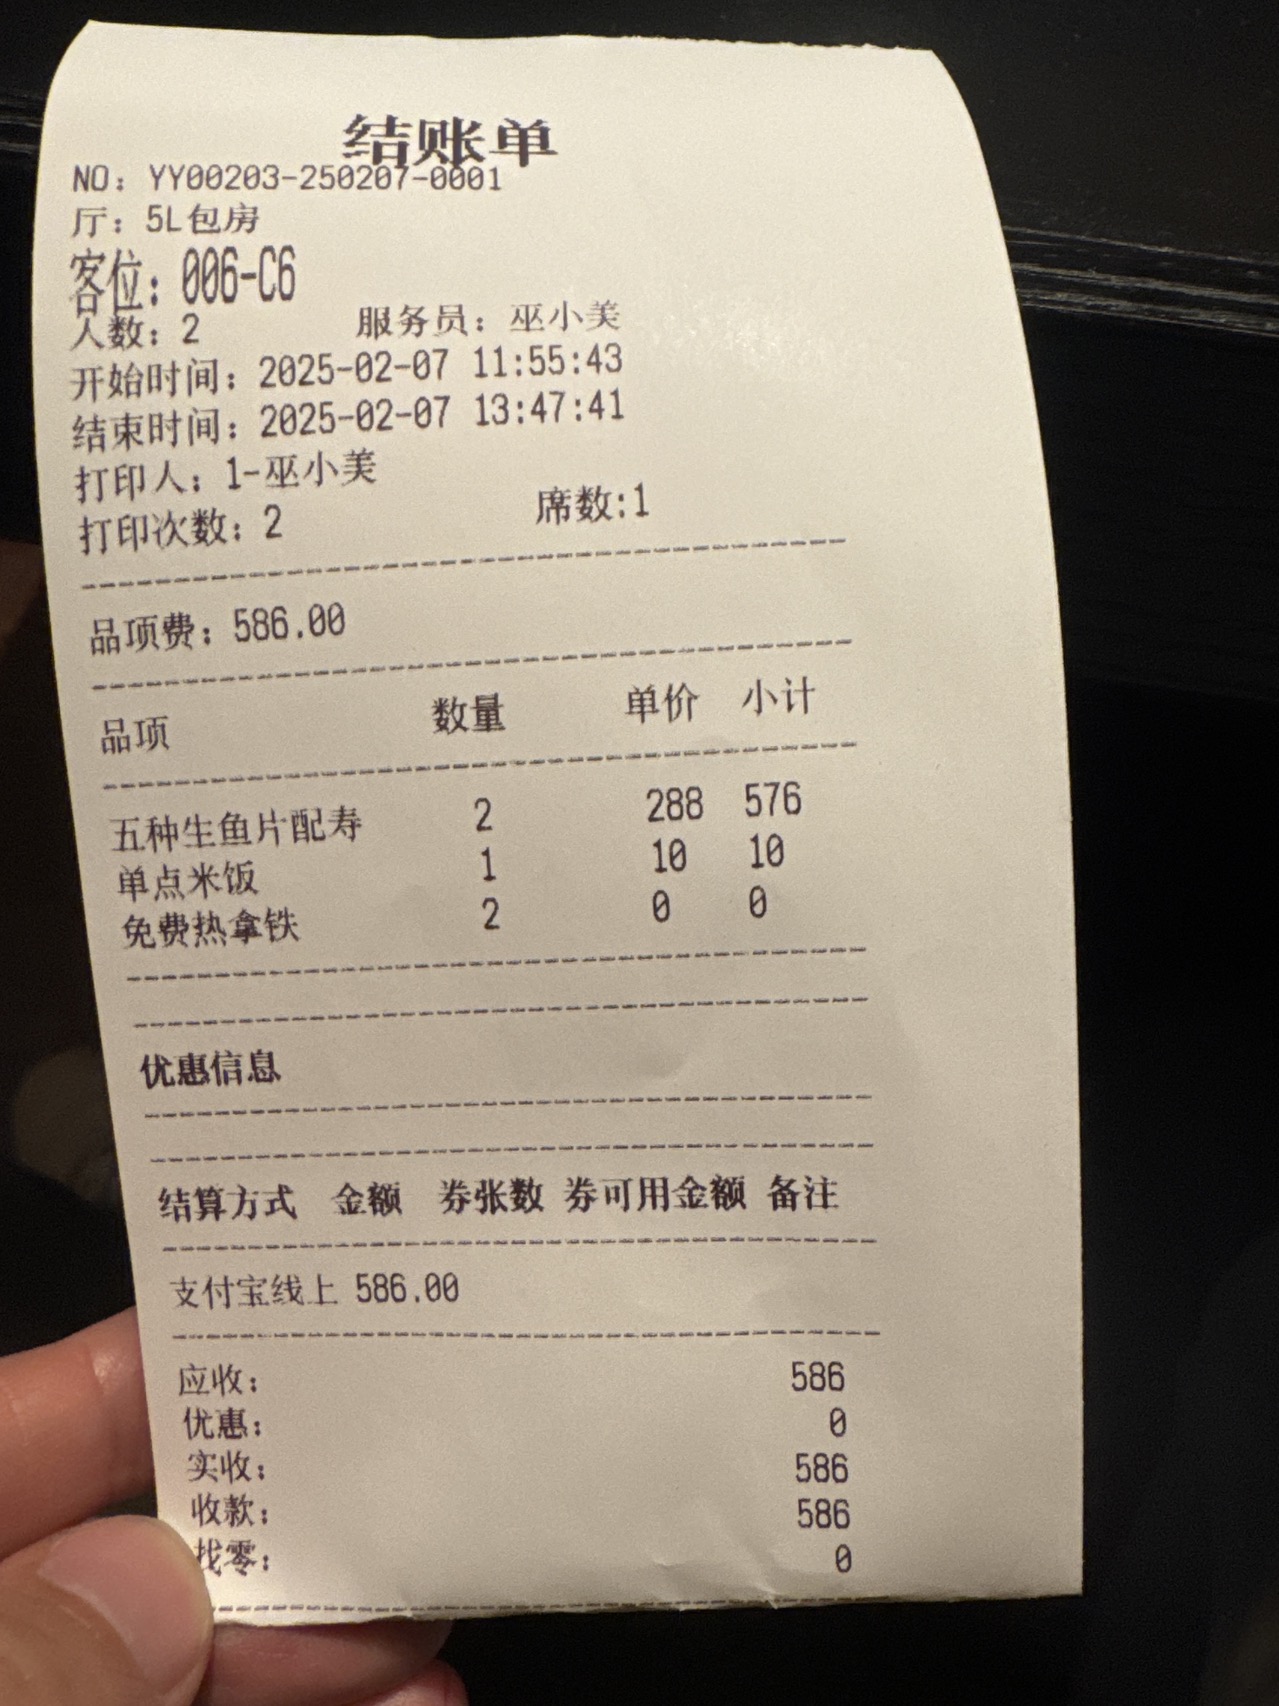 结账单
NO: YY00203-250207-0001
厅: 5L包房
客位: 006-C6
人数: 2 服务员: 巫小美
开始时间: 2025-02-07 11:55:43
结束时间: 2025-02-07 13:47:41
打印人: 1-巫小美
打印次数: 2 席数:1
品项费: 586.00
品项 数量 单价 小计
五种生鱼片配寿 2 288 576
单点米饭 1 10 10
免费热拿铁 2 0 0
优惠信息
结算方式 金额 券张数 券可用金额 备注
支付宝线上 586.00
应收: 586
优惠: 0
实收: 586
收款: 586
找零: 0